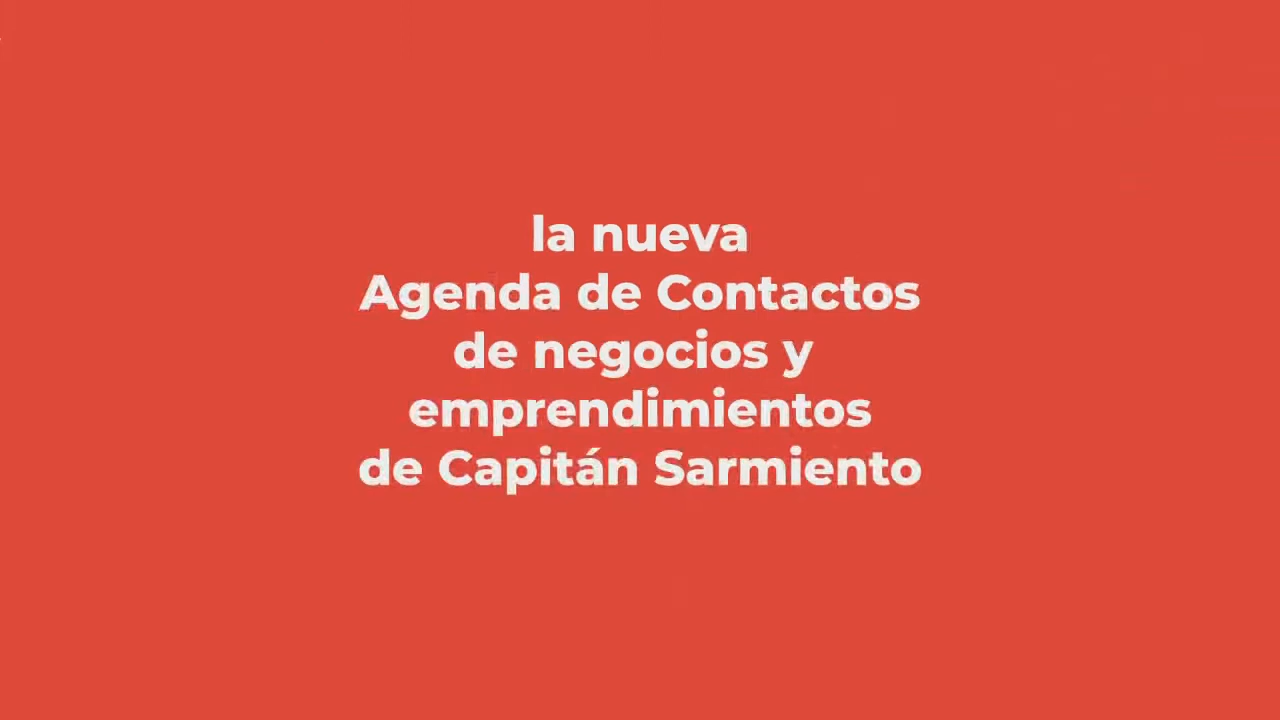 la nueva
Agenda de Contactos
de negocios y
emprendimientos
de Capitán Sarmiento